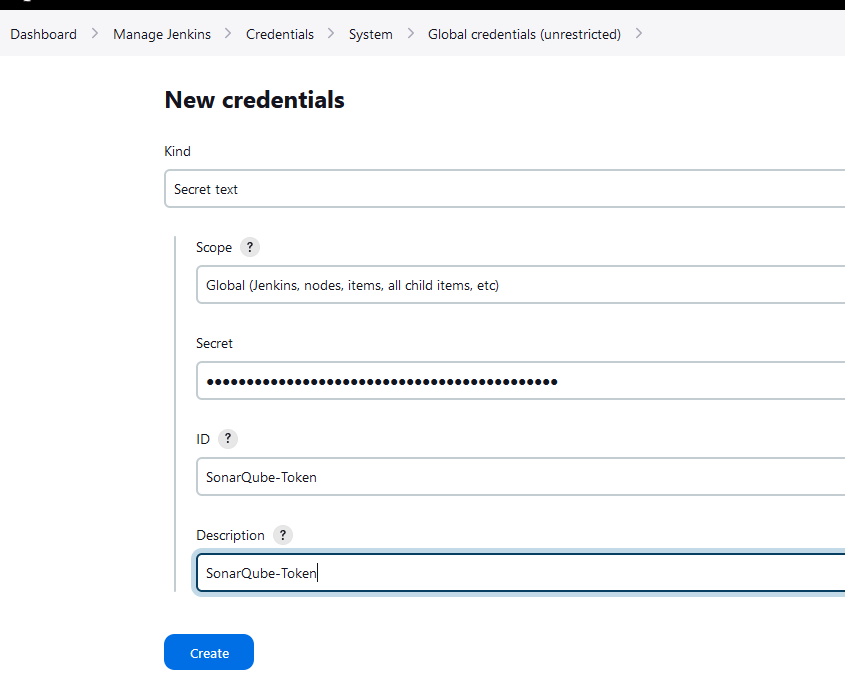 Dashboard > Manage Jenkins > Credentials > System > Global credentials (unrestricted) >
New credentials
Kind
Secret text
Scope ?
Global (Jenkins, nodes, items, all child items, etc)
Secret
••••••••••••••••••••••••••••••••••••••••••••
ID ?
SonarQube-Token
Description ?
SonarQube-Token
Create